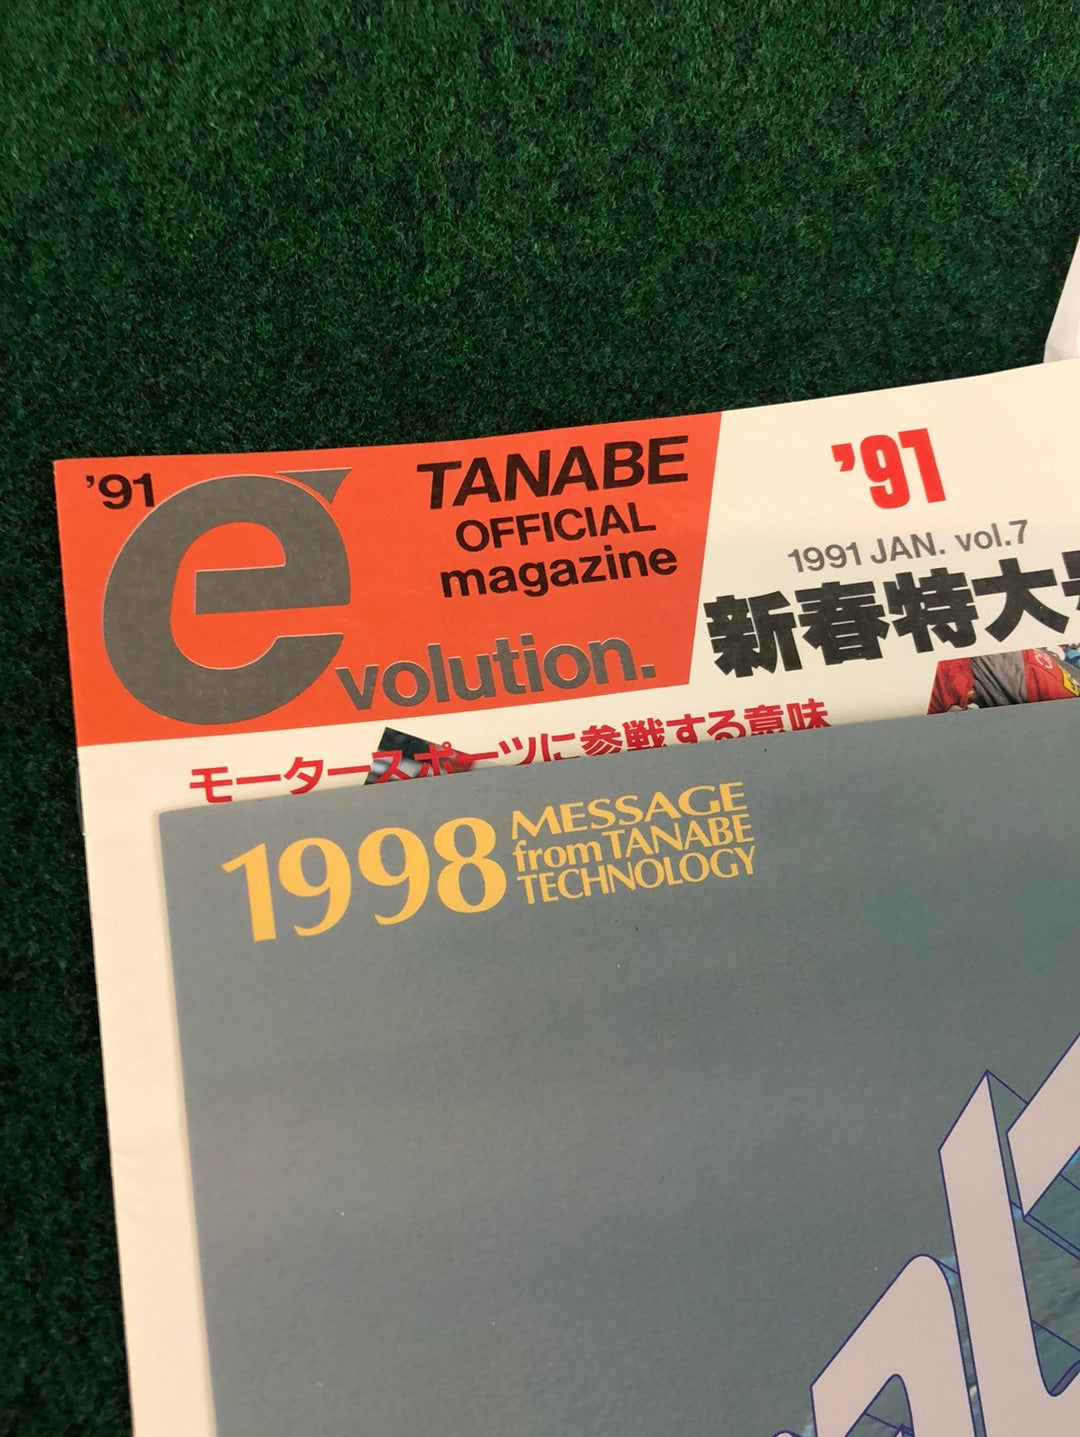 '91
evolution.
TANABE
OFFICIAL
magazine
'91
1991 JAN. vol.7
新春特大号
モータースポーツに参戦する意味
1998
MESSAGE
from TANABE
TECHNOLOGY